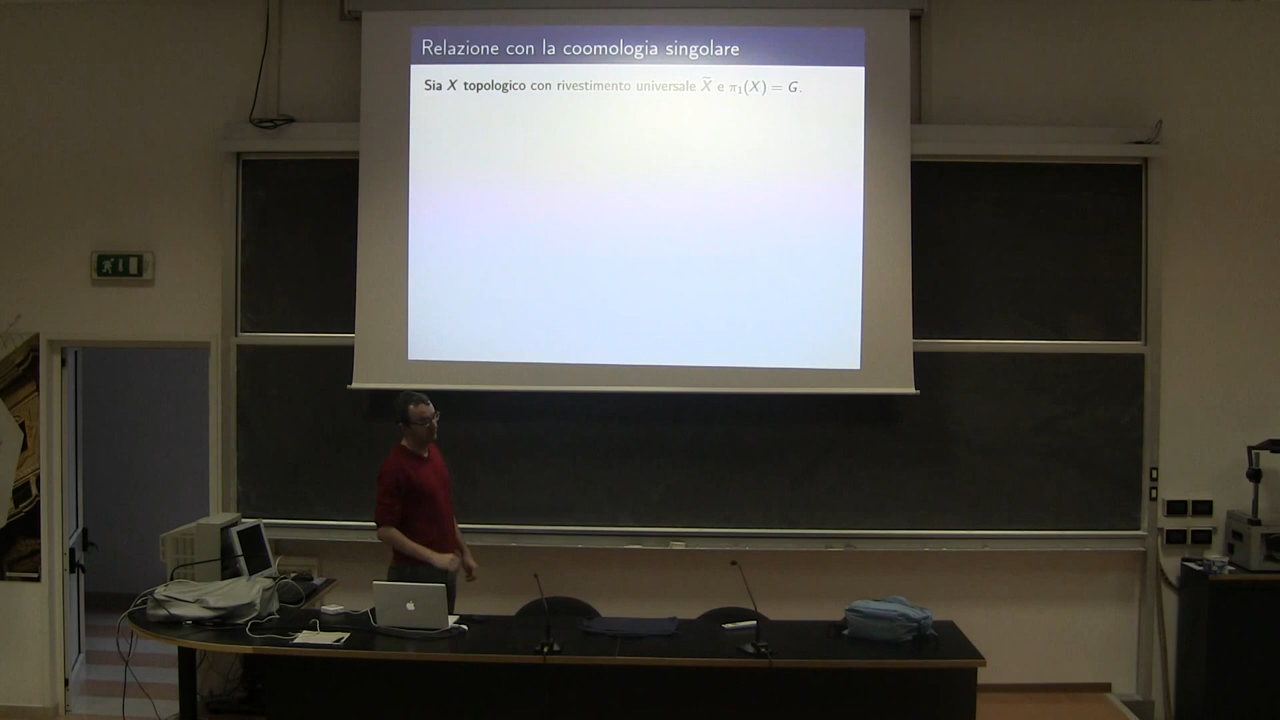 Relazione con la coomologia singolare
Sia X topologico con rivestimento universale X̃ e π₁(X) = G.